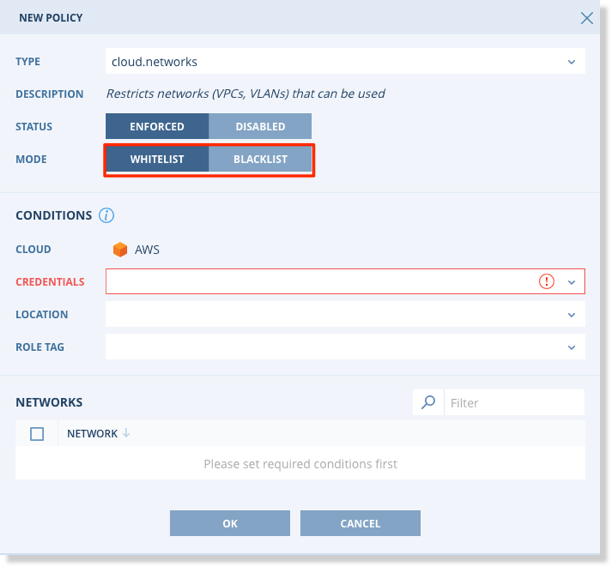 NEW POLICY
TYPE cloud.networks
DESCRIPTION Restricts networks (VPCs, VLANs) that can be used
STATUS ENFORCED DISABLED
MODE WHITELIST BLACKLIST
CONDITIONS i
CLOUD AWS
CREDENTIALS !
LOCATION
ROLE TAG
NETWORKS Filter
NETWORK
Please set required conditions first
OK CANCEL